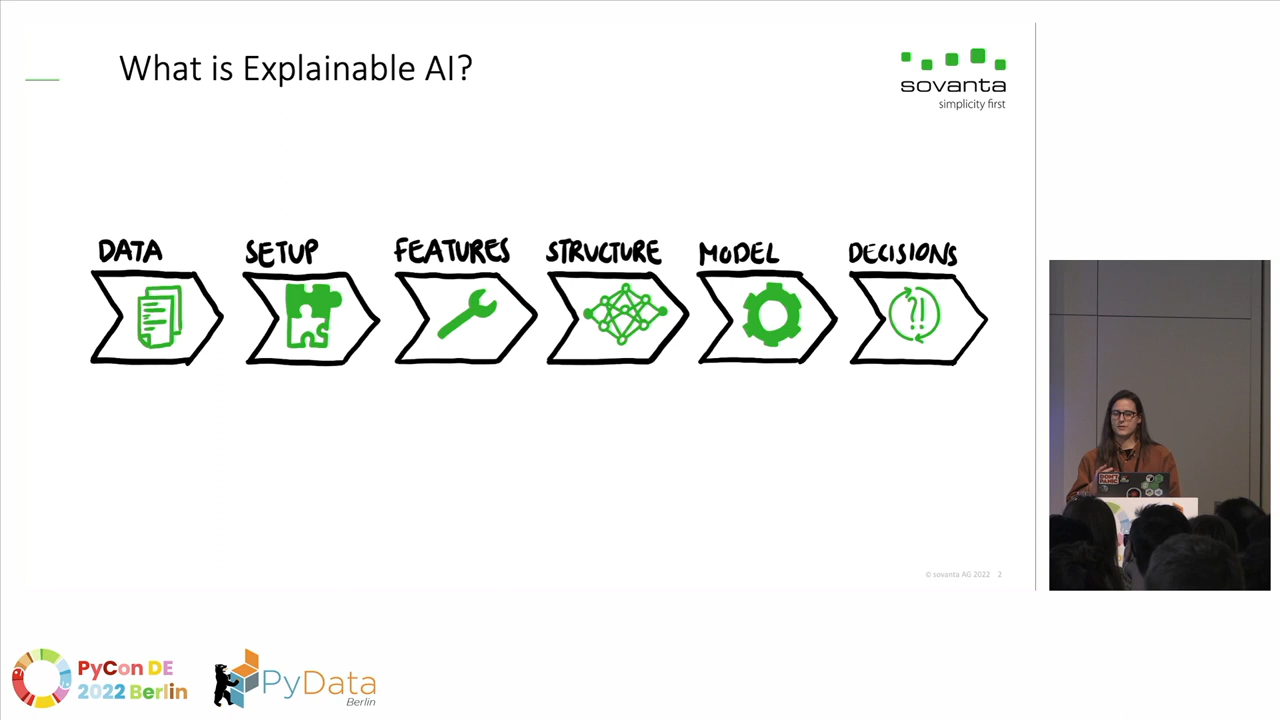 What is Explainable AI?
sovanta
simplicity first
DATA
SETUP
FEATURES
STRUCTURE
MODEL
DECISIONS
?!
© sovanta AG 2022 2
PyCon DE
2022 Berlin
PyData
Berlin